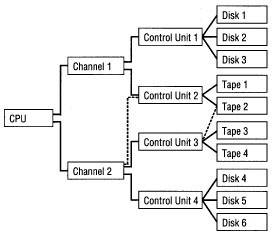 Disk 1
Control Unit 1
Disk 2
Disk 3
Channel 1
Tape 1
Control Unit 2
Tape 2
CPU
Tape 3
Control Unit 3
Tape 4
Channel 2
Disk 4
Control Unit 4
Disk 5
Disk 6